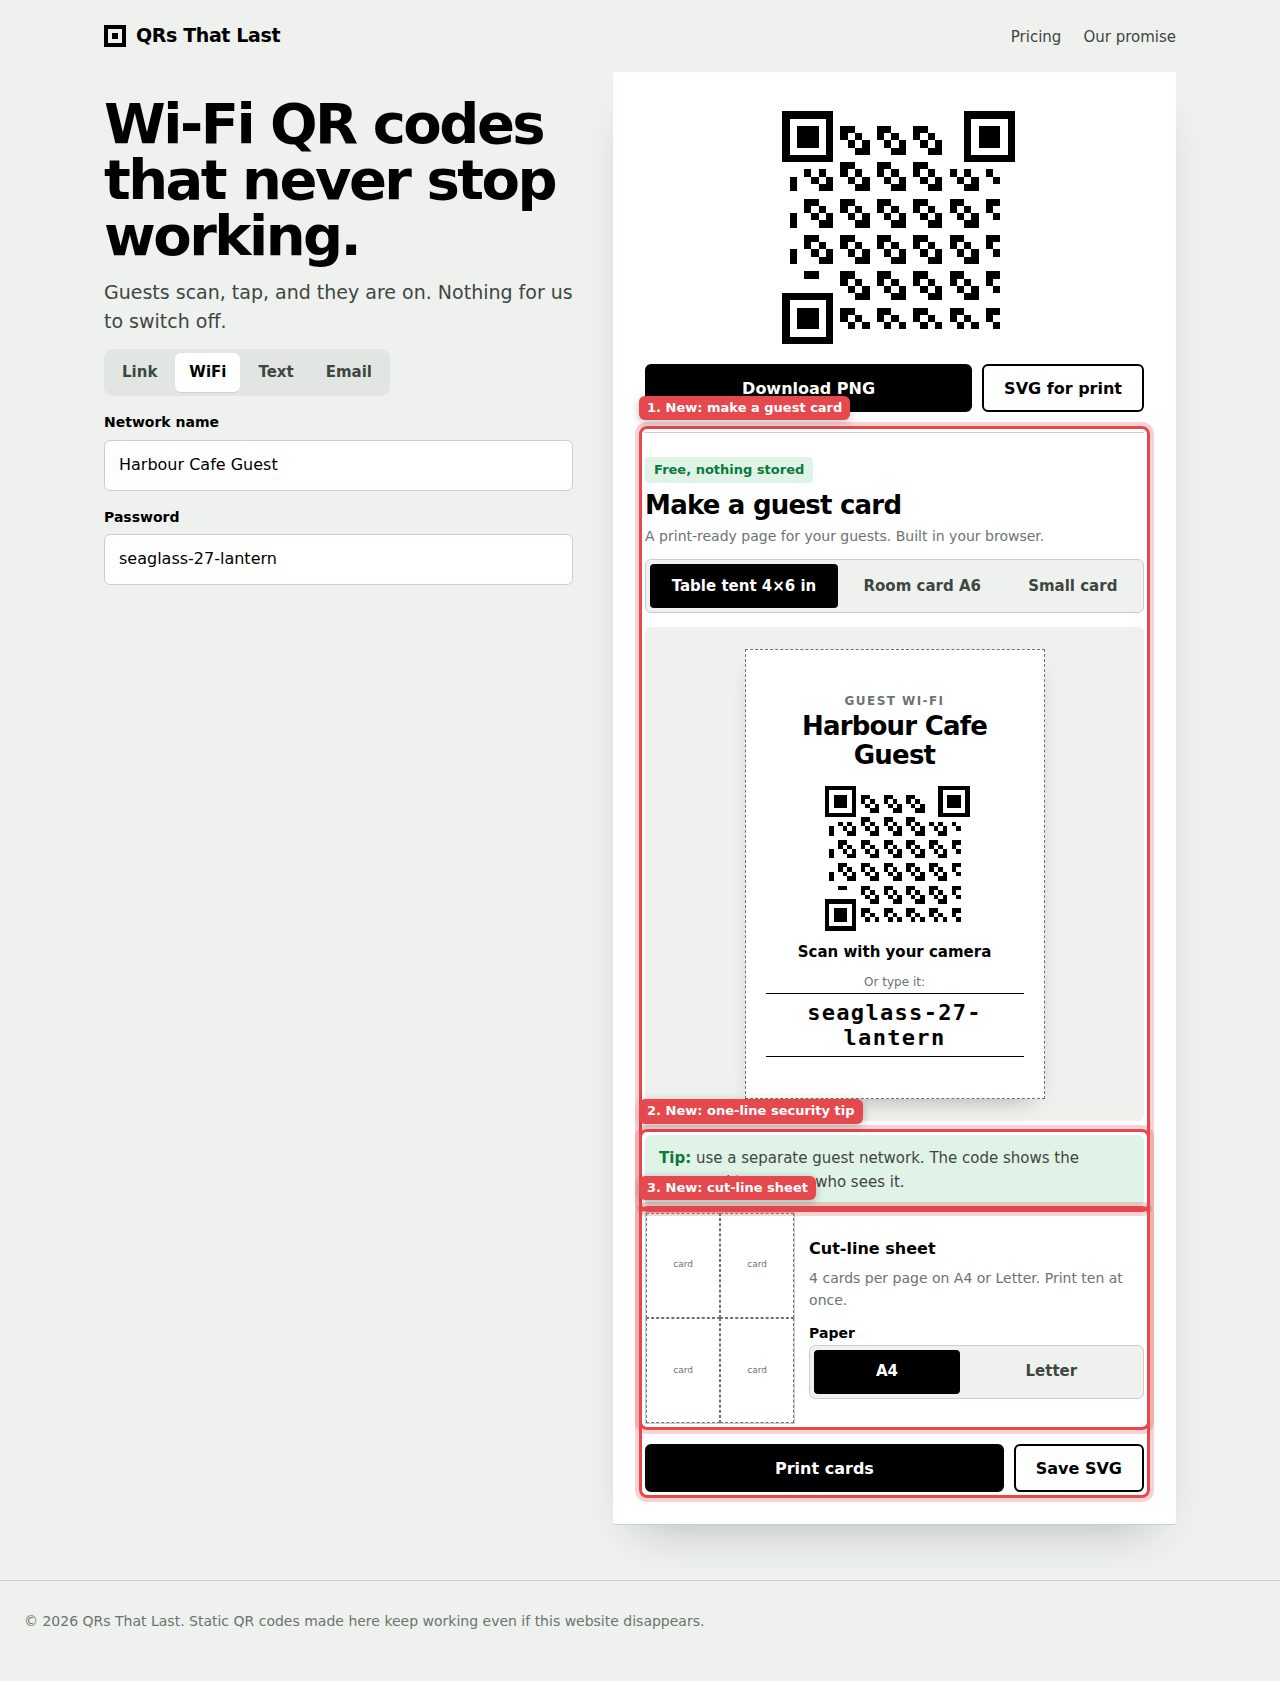 QRs That Last
Pricing
Our promise
Wi-Fi QR codes
that never stop
working.
Guests scan, tap, and they are on. Nothing for us
to switch off.
Link
WiFi
Text
Email
Network name
Harbour Cafe Guest
Password
seaglass-27-lantern
Download PNG
SVG for print
1. New: make a guest card
Free, nothing stored
Make a guest card
A print-ready page for your guests. Built in your browser.
Table tent 4×6 in
Room card A6
Small card
GUEST WI-FI
Harbour Cafe
Guest
Scan with your camera
Or type it:
seaglass-27-
lantern
2. New: one-line security tip
Tip: use a separate guest network. The code shows the
who sees it.
3. New: cut-line sheet
card
card
card
card
Cut-line sheet
4 cards per page on A4 or Letter. Print ten at
once.
Paper
A4
Letter
Print cards
Save SVG
© 2026 QRs That Last. Static QR codes made here keep working even if this website disappears.